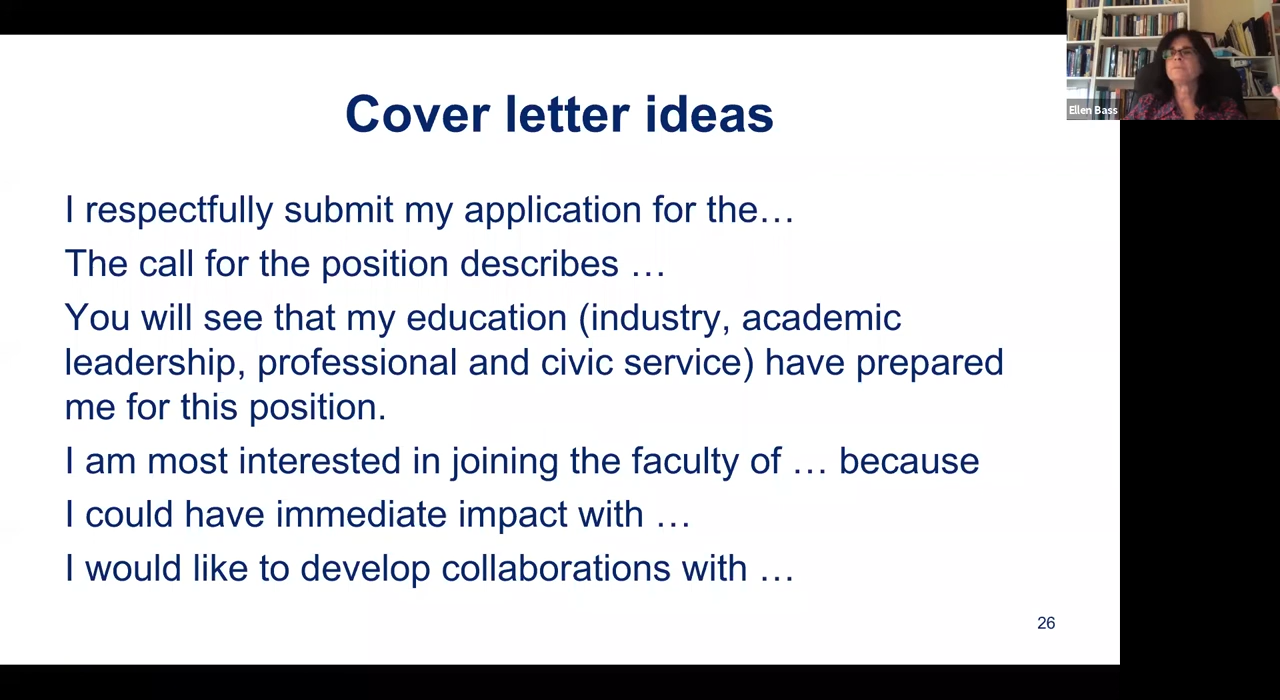 Cover letter ideas
I respectfully submit my application for the…
The call for the position describes …
You will see that my education (industry, academic
leadership, professional and civic service) have prepared
me for this position.
I am most interested in joining the faculty of … because
I could have immediate impact with …
I would like to develop collaborations with …
26
Ellen Bass